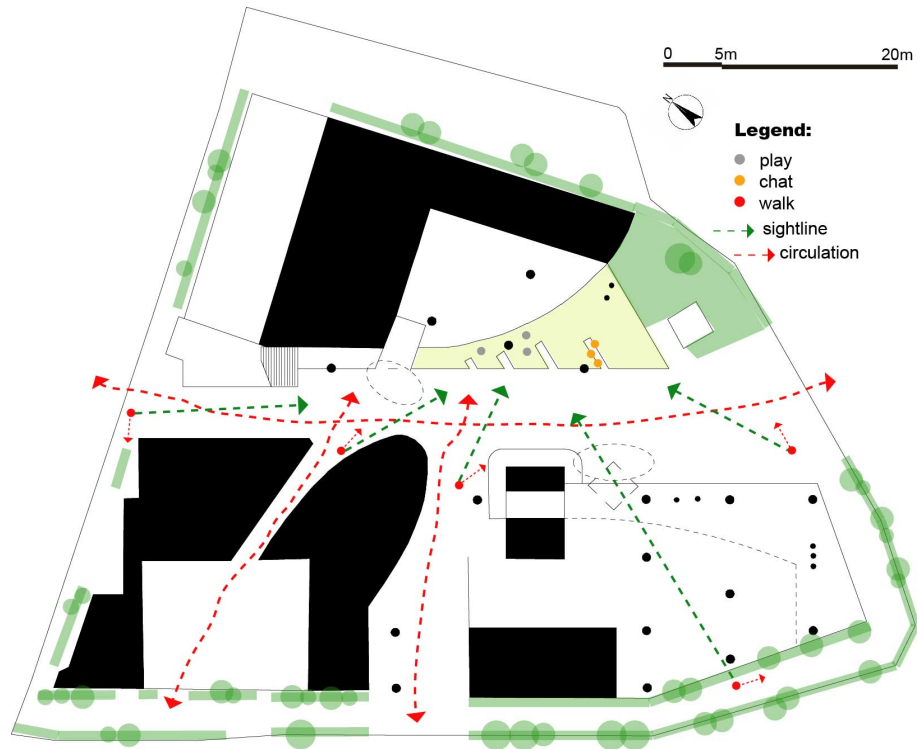 0 5m 20m
N
Legend:
play
chat
walk
sightline
circulation